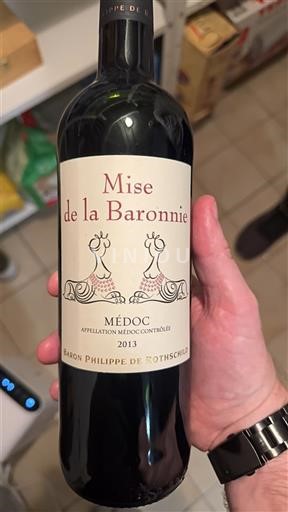 Mise
de la Baronnie
MÉDOC
APPELLATION MÉDOC CONTRÔLÉE
2013
BARON PHILIPPE DE ROTHSCHILD